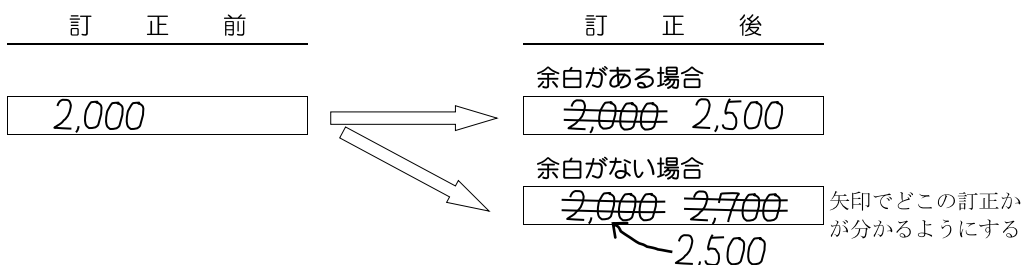 訂正前
2,000
訂正後
余白がある場合
2,000 2,500
余白がない場合
2,000 2,700
2,500
矢印でどこの訂正か
が分かるようにする